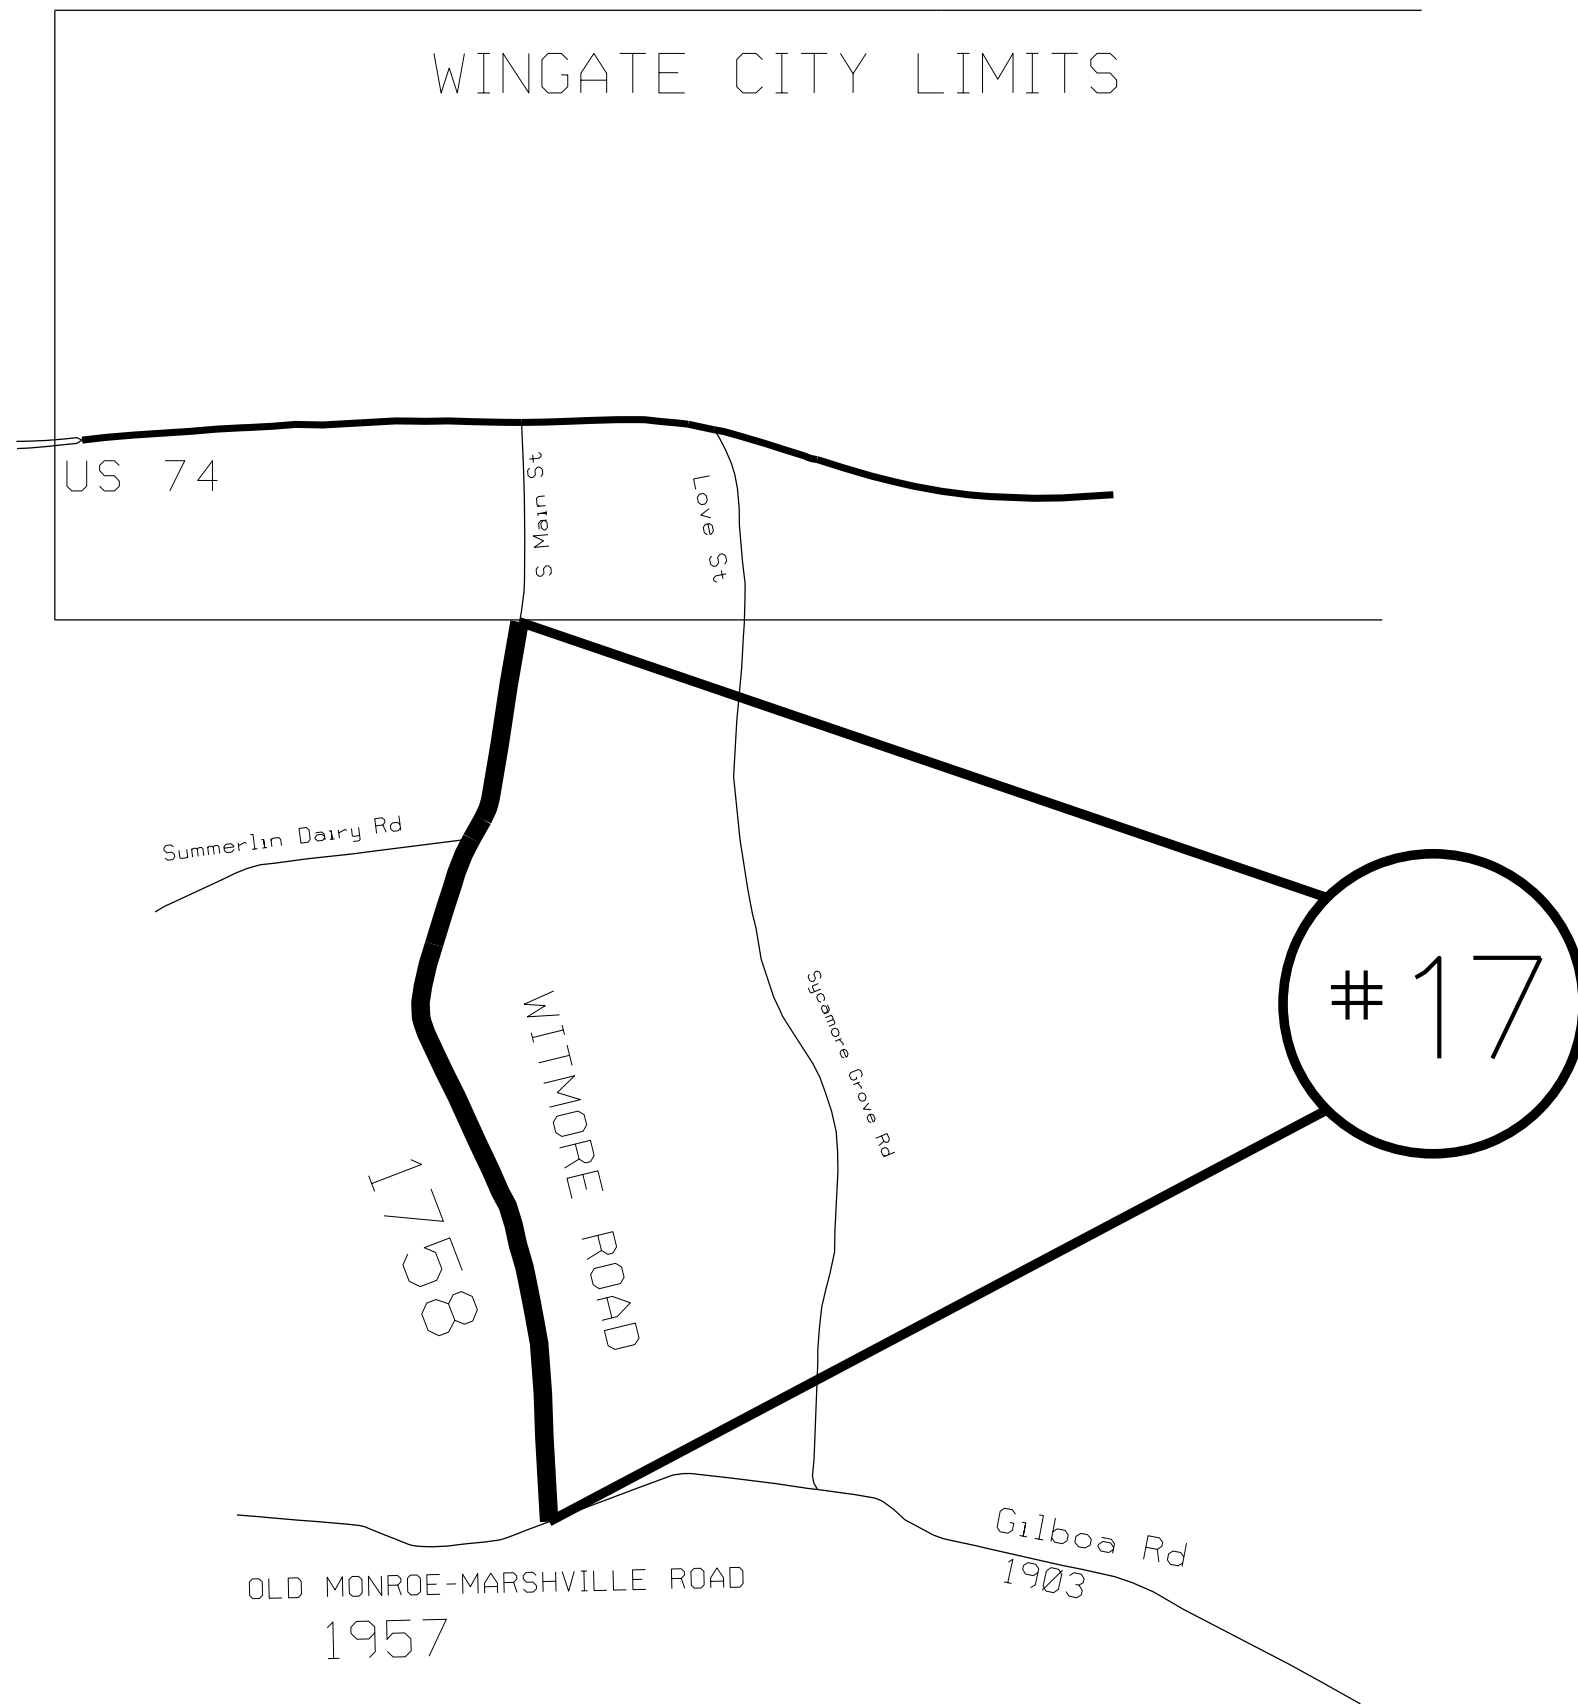 WINGATE CITY LIMITS
US 74
S Main St
Love St
Summerlin Dairy Rd
WITMORE ROAD
1758
Sycamore Grove Rd
#17
Gilboa Rd
1903
OLD MONROE-MARSHVILLE ROAD
1957